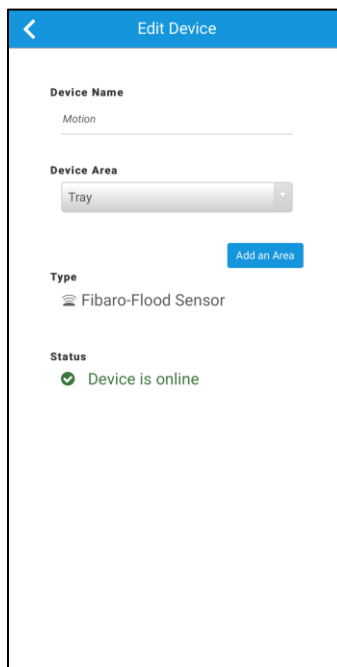 Edit Device
Device Name
Motion
Device Area
Tray
Add an Area
Type
Fibaro-Flood Sensor
Status
Device is online